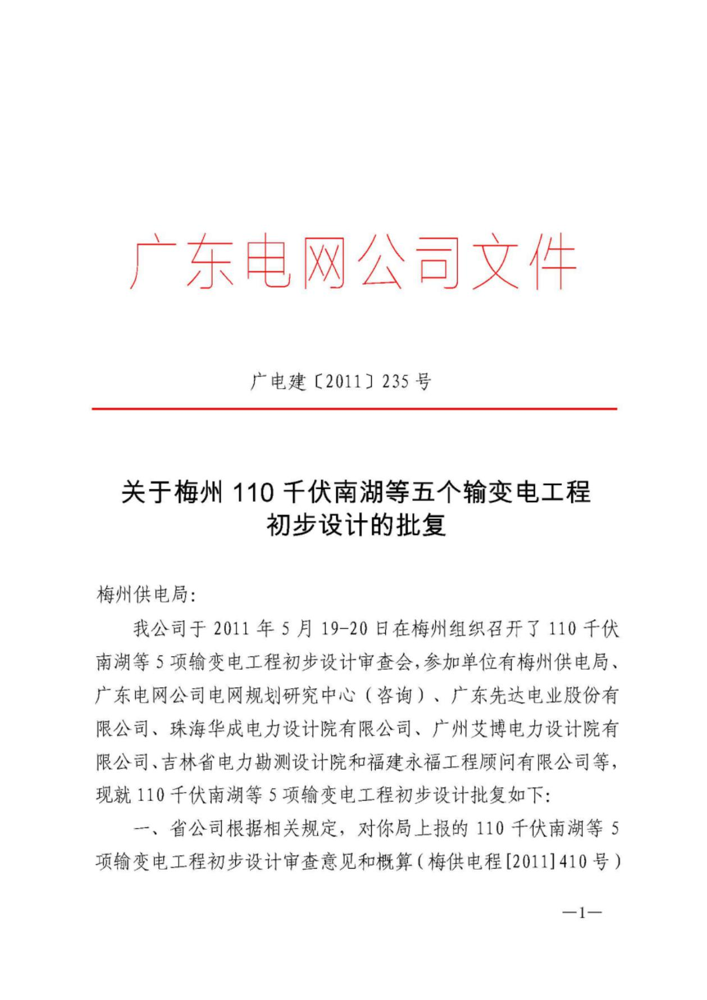 广东电网公司文件
广电建〔2011〕235 号
关于梅州 110 千伏南湖等五个输变电工程
初步设计的批复
梅州供电局：
我公司于 2011 年 5 月 19-20 日在梅州组织召开了 110 千伏
南湖等 5 项输变电工程初步设计审查会，参加单位有梅州供电局、
广东电网公司电网规划研究中心（咨询）、广东先达电业股份有
限公司、珠海华成电力设计院有限公司、广州艾博电力设计院有
限公司、吉林省电力勘测设计院和福建永福工程顾问有限公司等，
现就 110 千伏南湖等 5 项输变电工程初步设计批复如下：
一、省公司根据相关规定，对你局上报的 110 千伏南湖等 5
项输变电工程初步设计审查意见和概算（梅供电程[2011]410 号）
—1—